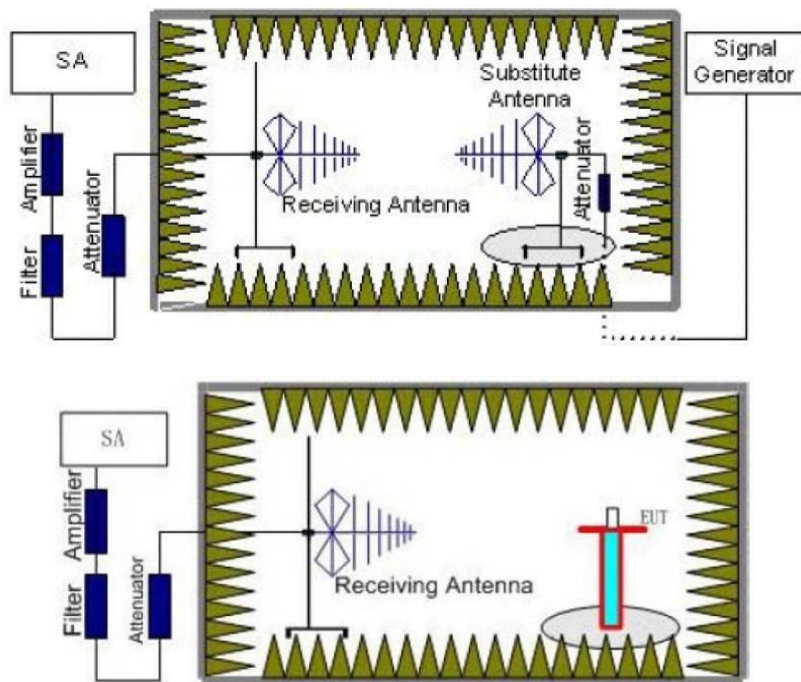 SA
Amplifier
Filter
Attenuator
Receiving Antenna
Substitute
Antenna
Attenuator
Signal
Generator
SA
Amplifier
Filter
Attenuator
Receiving Antenna
EUT